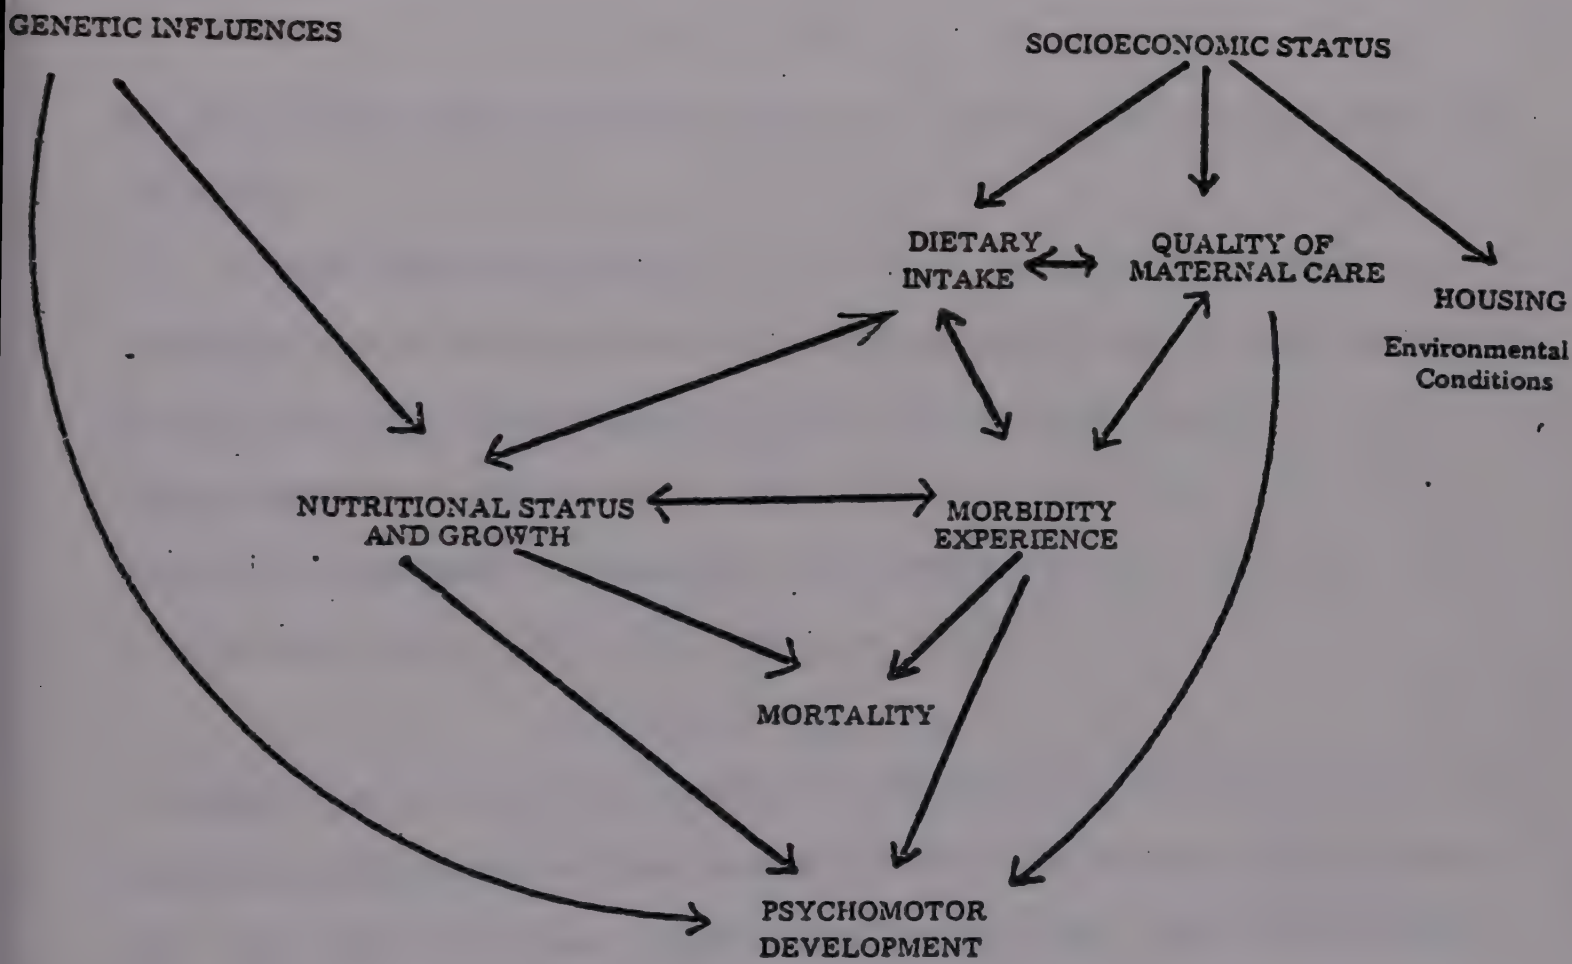 GENETIC INFLUENCES
SOCIOECONOMIC STATUS
DIETARY
INTAKE
QUALITY OF
MATERNAL CARE
HOUSING
Environmental
Conditions
NUTRITIONAL STATUS
AND GROWTH
MORBIDITY
EXPERIENCE
MORTALITY
PSYCHOMOTOR
DEVELOPMENT